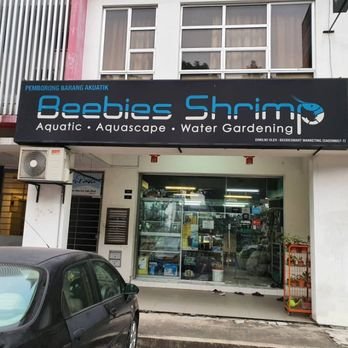 PEMBORONG BARANG AKUATIK
Beebies Shrimp
Aquatic • Aquascape • Water Gardening